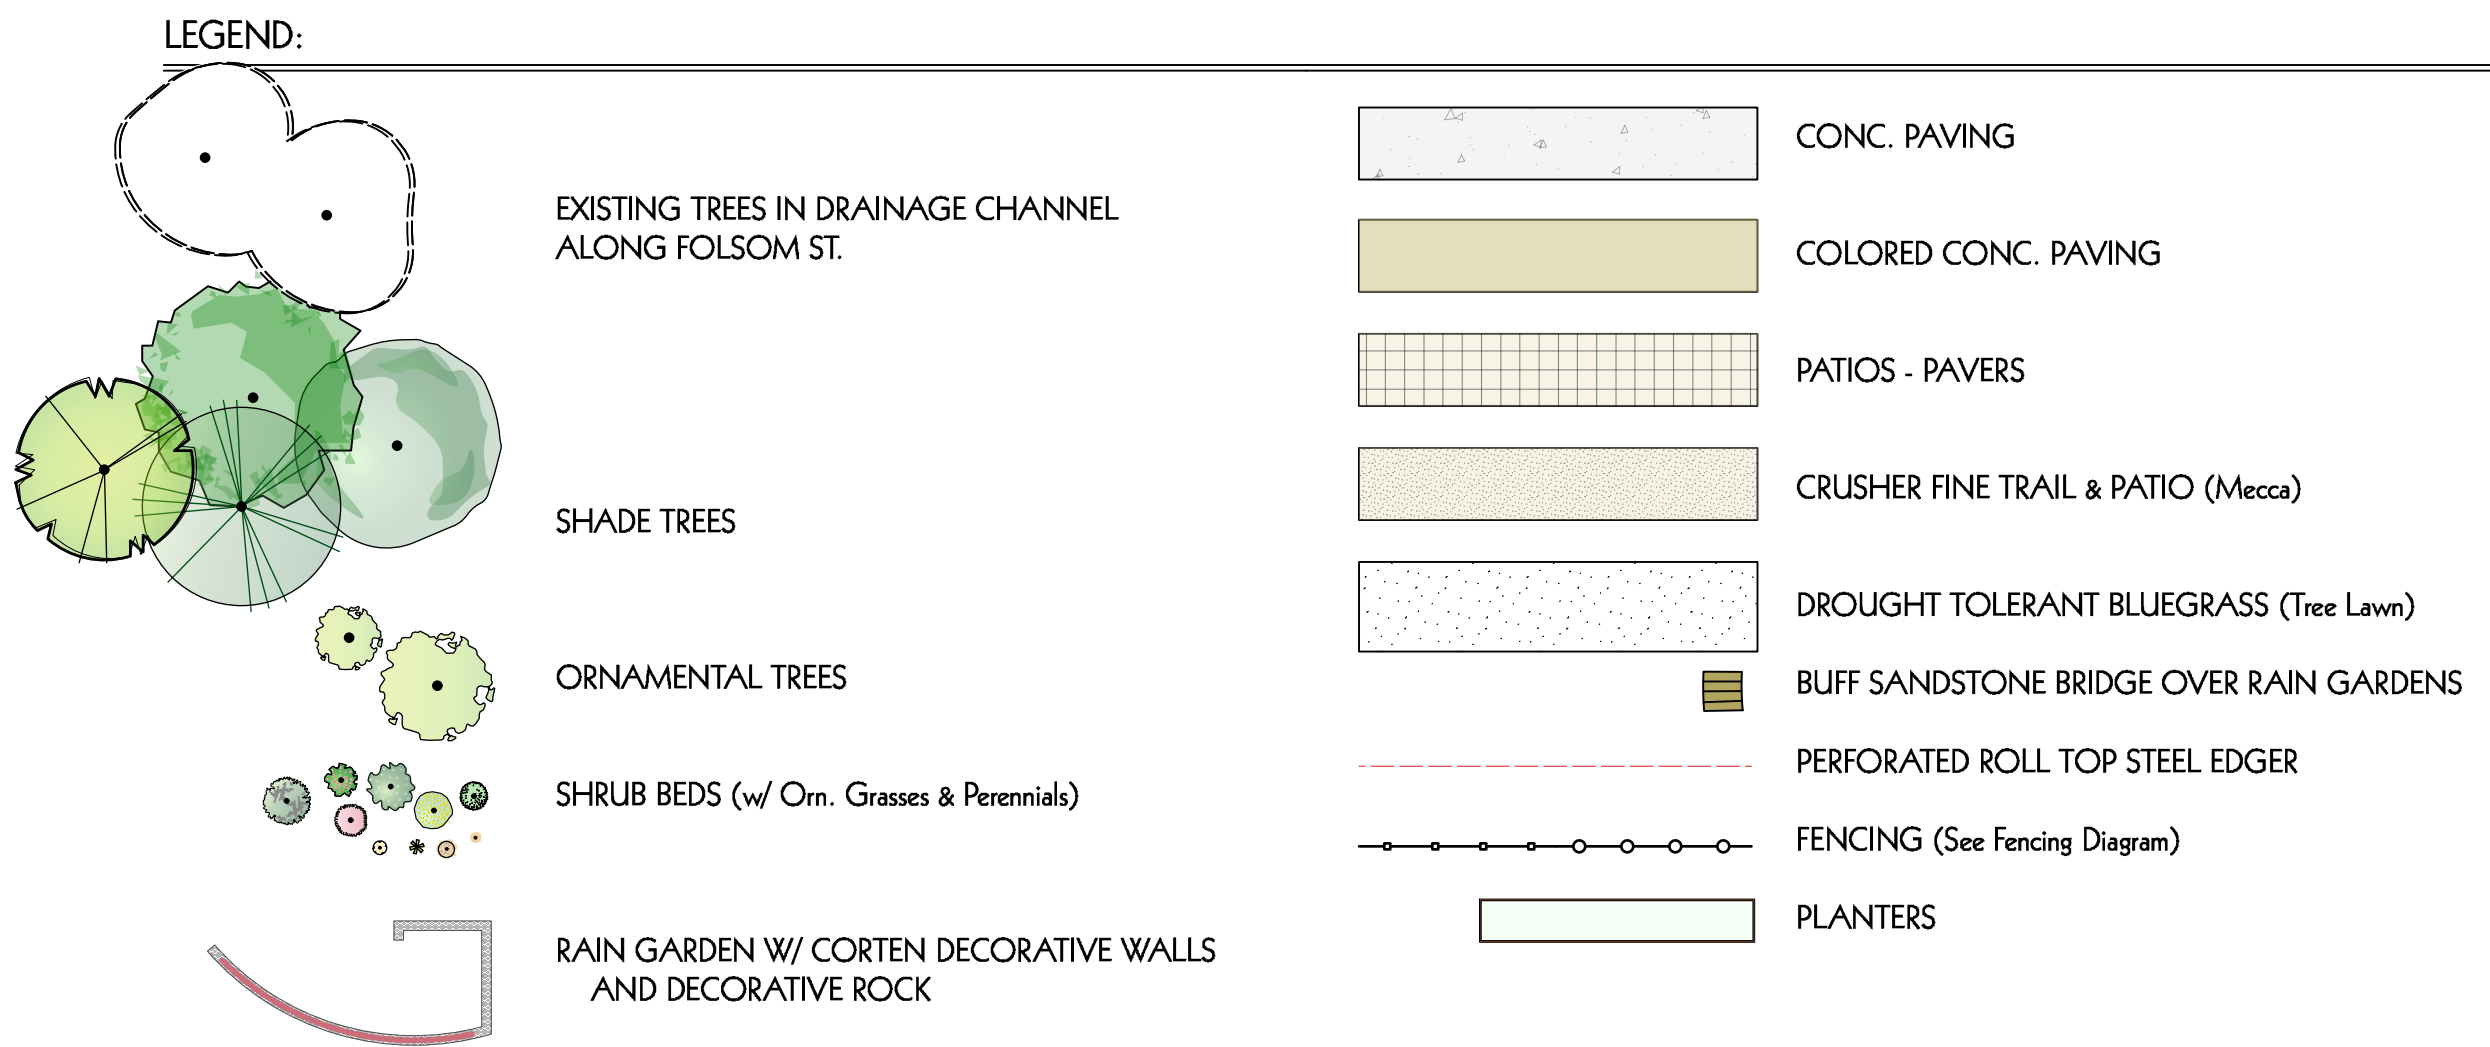 LEGEND:
EXISTING TREES IN DRAINAGE CHANNEL
ALONG FOLSOM ST.
SHADE TREES
ORNAMENTAL TREES
SHRUB BEDS (w/ Orn. Grasses & Perennials)
RAIN GARDEN W/ CORTEN DECORATIVE WALLS
AND DECORATIVE ROCK
CONC. PAVING
COLORED CONC. PAVING
PATIOS - PAVERS
CRUSHER FINE TRAIL & PATIO (Mecca)
DROUGHT TOLERANT BLUEGRASS (Tree Lawn)
BUFF SANDSTONE BRIDGE OVER RAIN GARDENS
PERFORATED ROLL TOP STEEL EDGER
FENCING (See Fencing Diagram)
PLANTERS